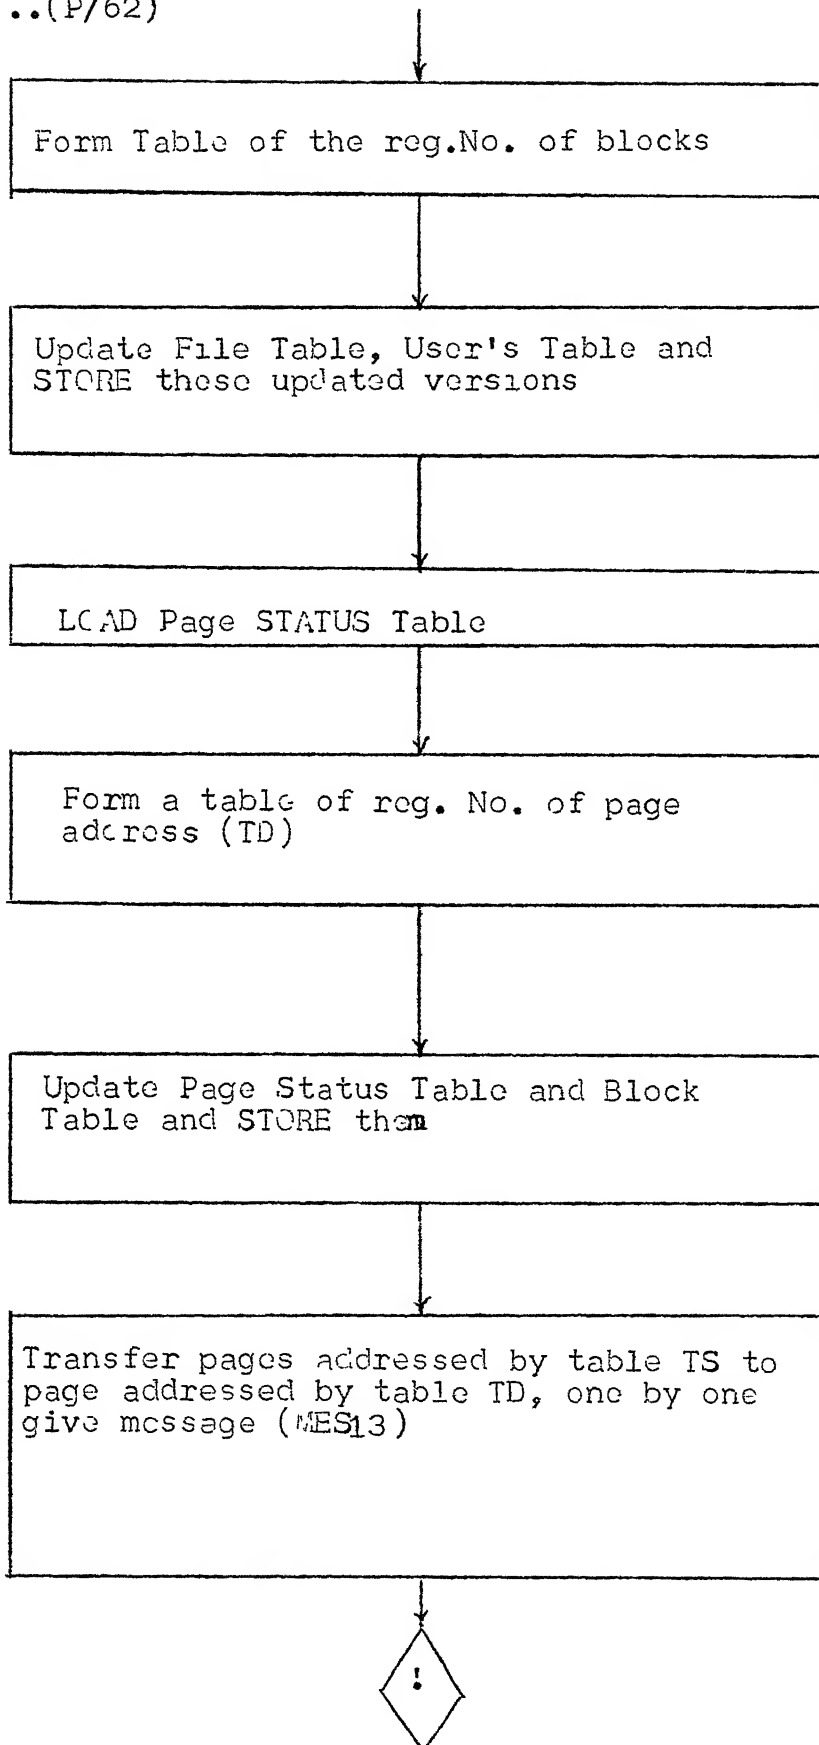 ..(P/62)
Form Table of the reg.No. of blocks
Update File Table, User's Table and
STORE these updated versions
LOAD Page STATUS Table
Form a table of reg. No. of page
address (TD)
Update Page Status Table and Block
Table and STORE them
Transfer pages addressed by table TS to
page addressed by table TD, one by one
give message (MES13)
!